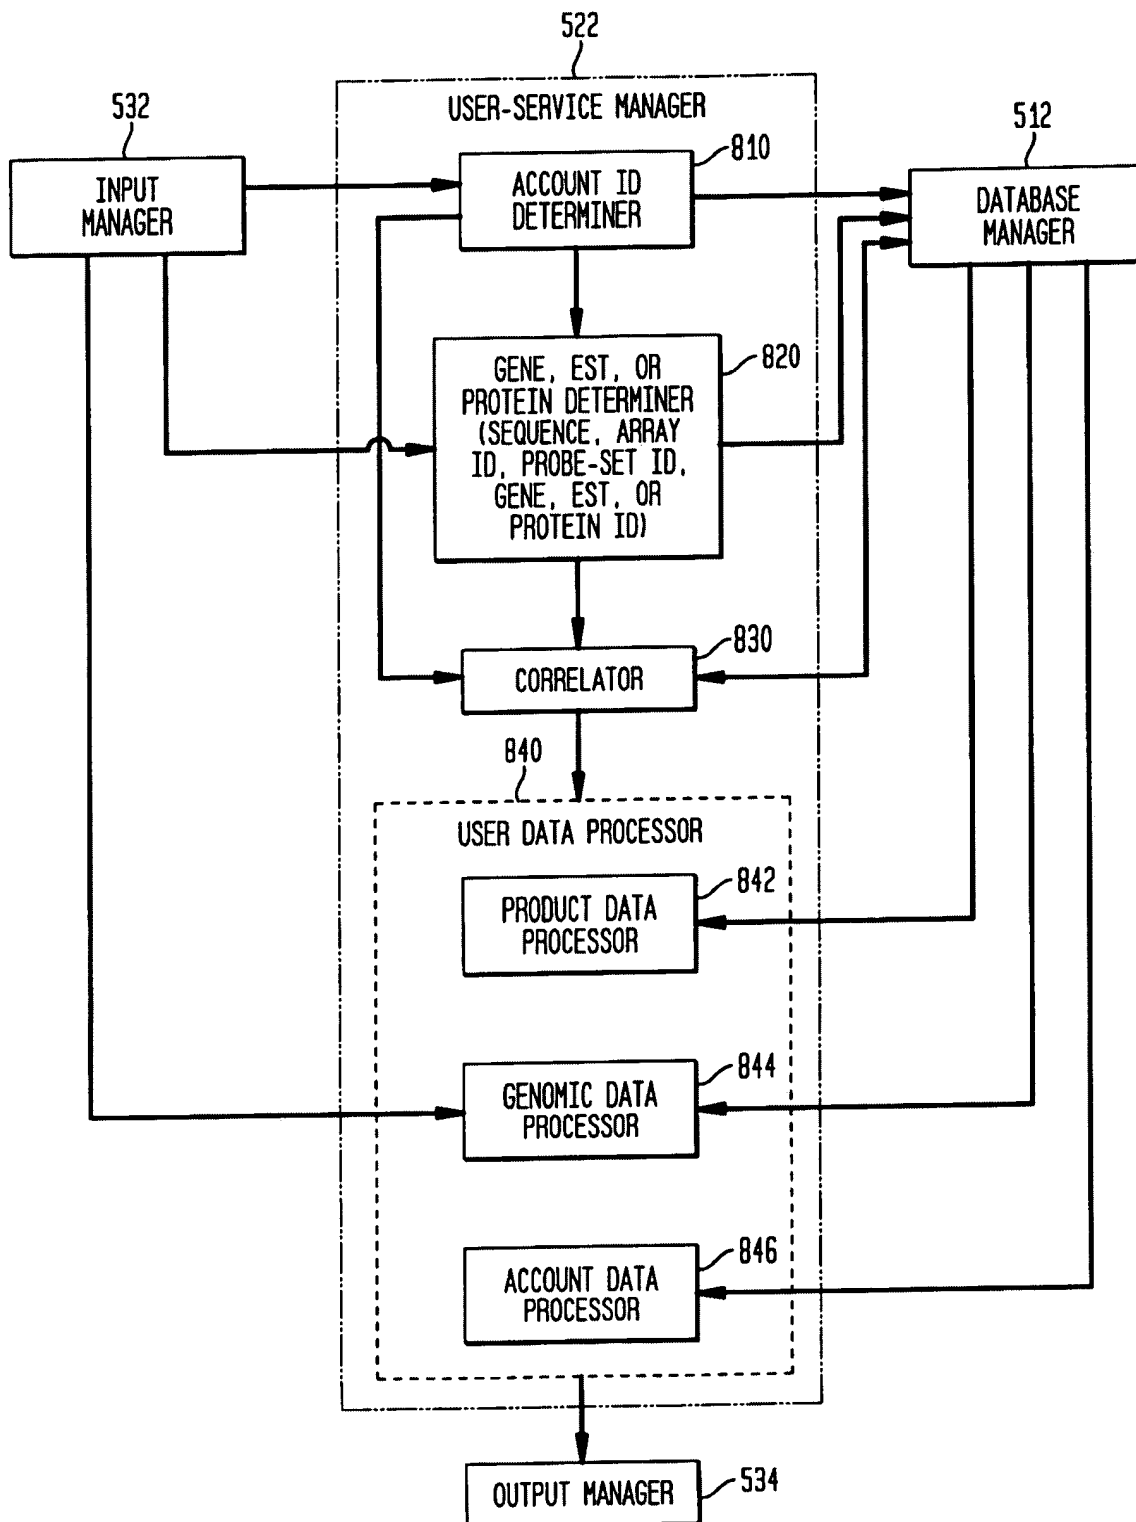 522
532
USER-SERVICE MANAGER
512
810
INPUT
MANAGER
ACCOUNT ID
DETERMINER
DATABASE
MANAGER
820
GENE, EST, OR
PROTEIN DETERMINER
(SEQUENCE, ARRAY
ID, PROBE-SET ID,
GENE, EST, OR
PROTEIN ID)
830
CORRELATOR
840
USER DATA PROCESSOR
842
PRODUCT DATA
PROCESSOR
844
GENOMIC DATA
PROCESSOR
846
ACCOUNT DATA
PROCESSOR
OUTPUT MANAGER
534